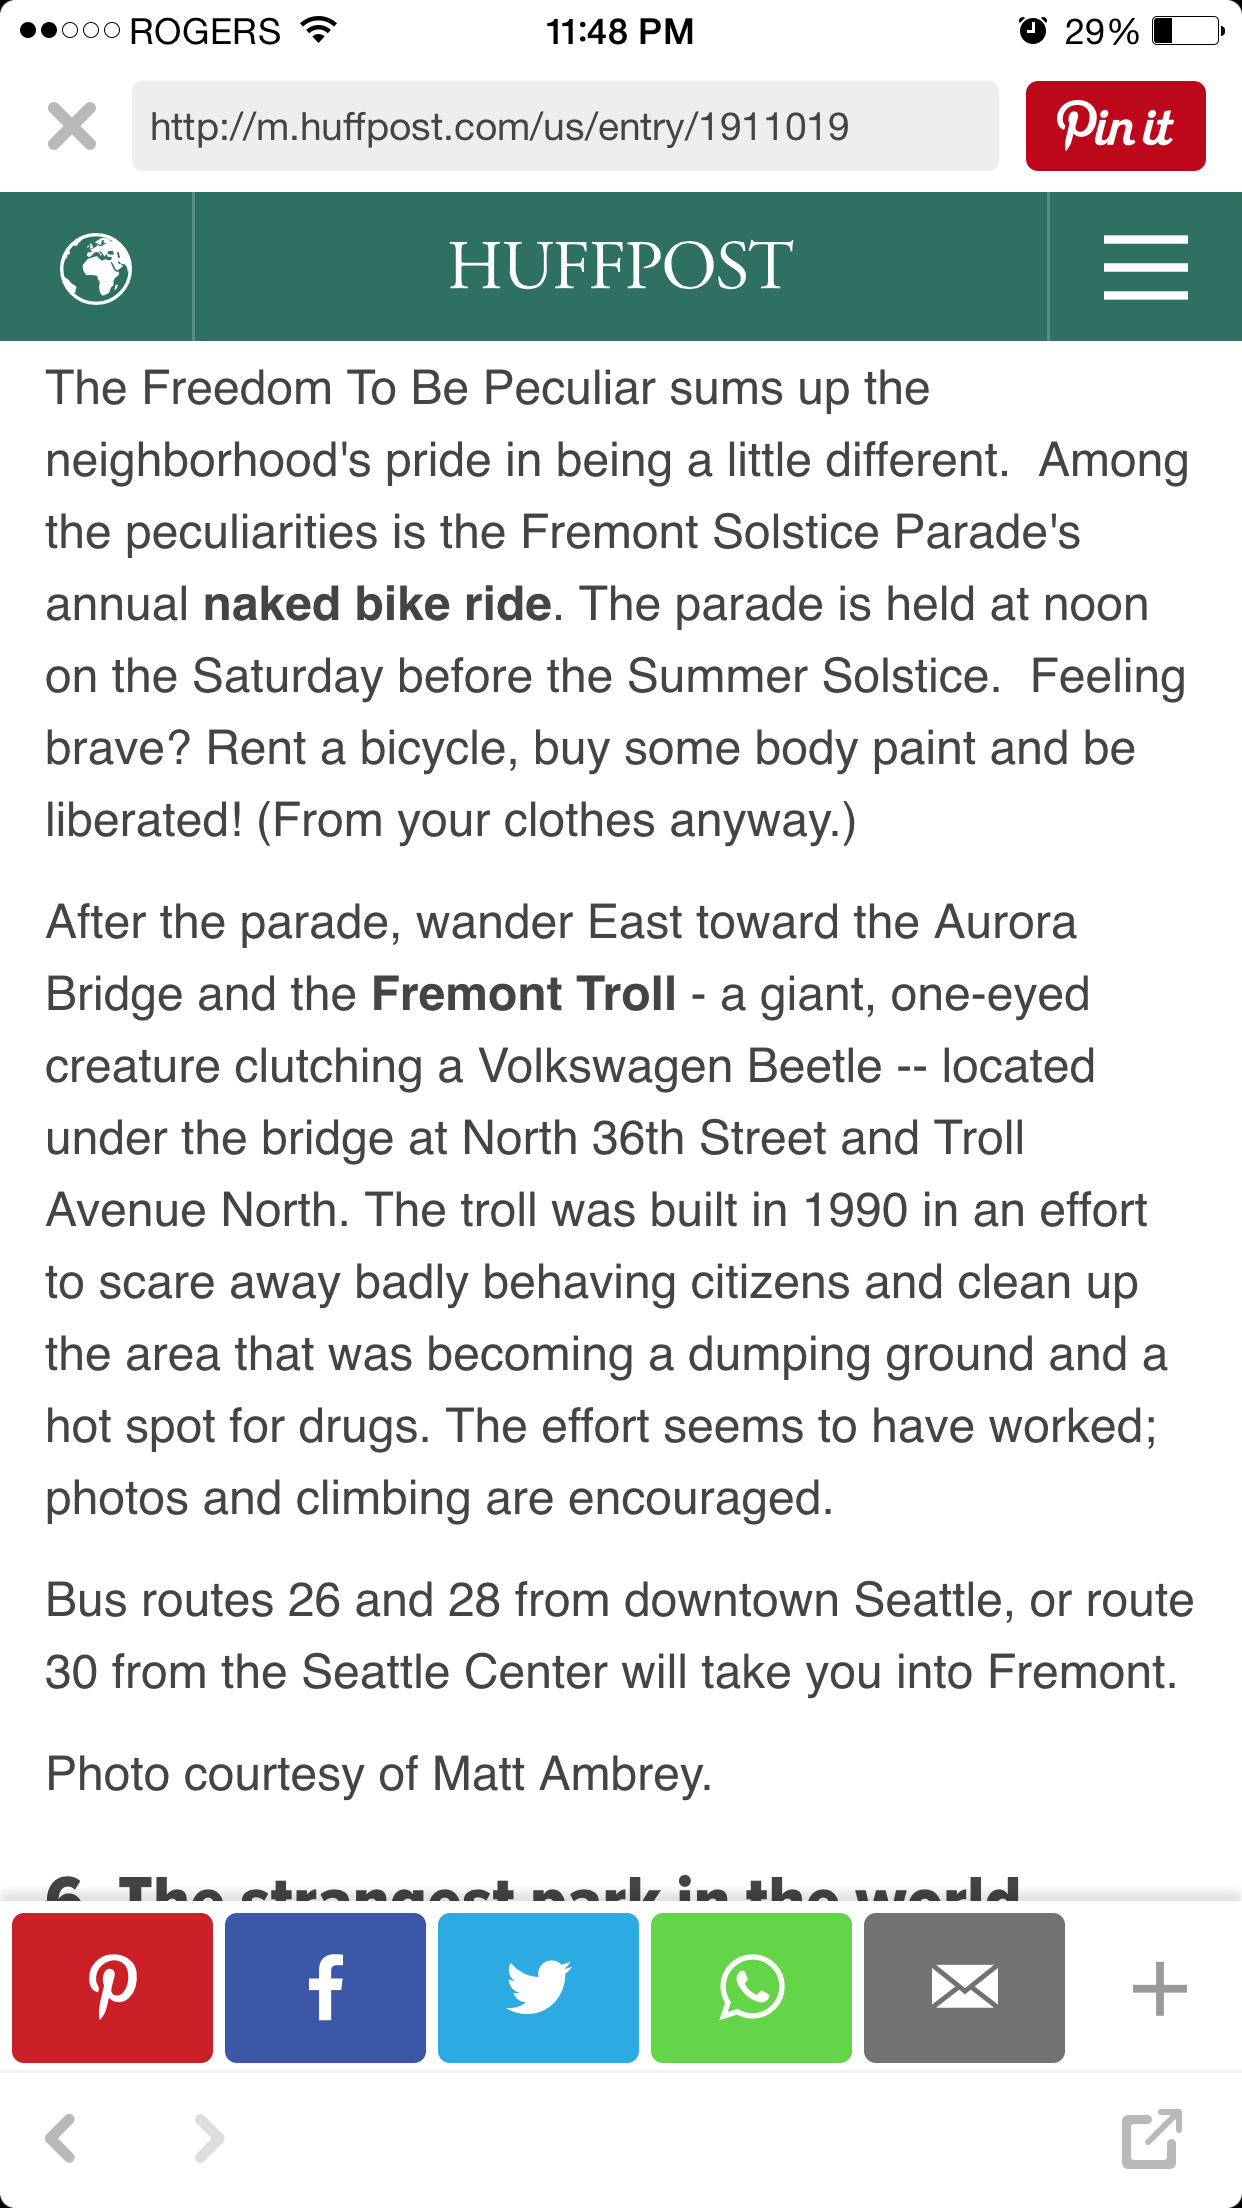 ROGERS 11:48 PM 29%
http://m.huffpost.com/us/entry/1911019 Pin it
HUFFPOST
The Freedom To Be Peculiar sums up the
neighborhood's pride in being a little different.  Among
the peculiarities is the Fremont Solstice Parade's
annual naked bike ride. The parade is held at noon
on the Saturday before the Summer Solstice.  Feeling
brave? Rent a bicycle, buy some body paint and be
liberated! (From your clothes anyway.)
After the parade, wander East toward the Aurora
Bridge and the Fremont Troll - a giant, one-eyed
creature clutching a Volkswagen Beetle -- located
under the bridge at North 36th Street and Troll
Avenue North. The troll was built in 1990 in an effort
to scare away badly behaving citizens and clean up
the area that was becoming a dumping ground and a
hot spot for drugs. The effort seems to have worked;
photos and climbing are encouraged.
Bus routes 26 and 28 from downtown Seattle, or route
30 from the Seattle Center will take you into Fremont.
Photo courtesy of Matt Ambrey.
6. The strangest park in the world